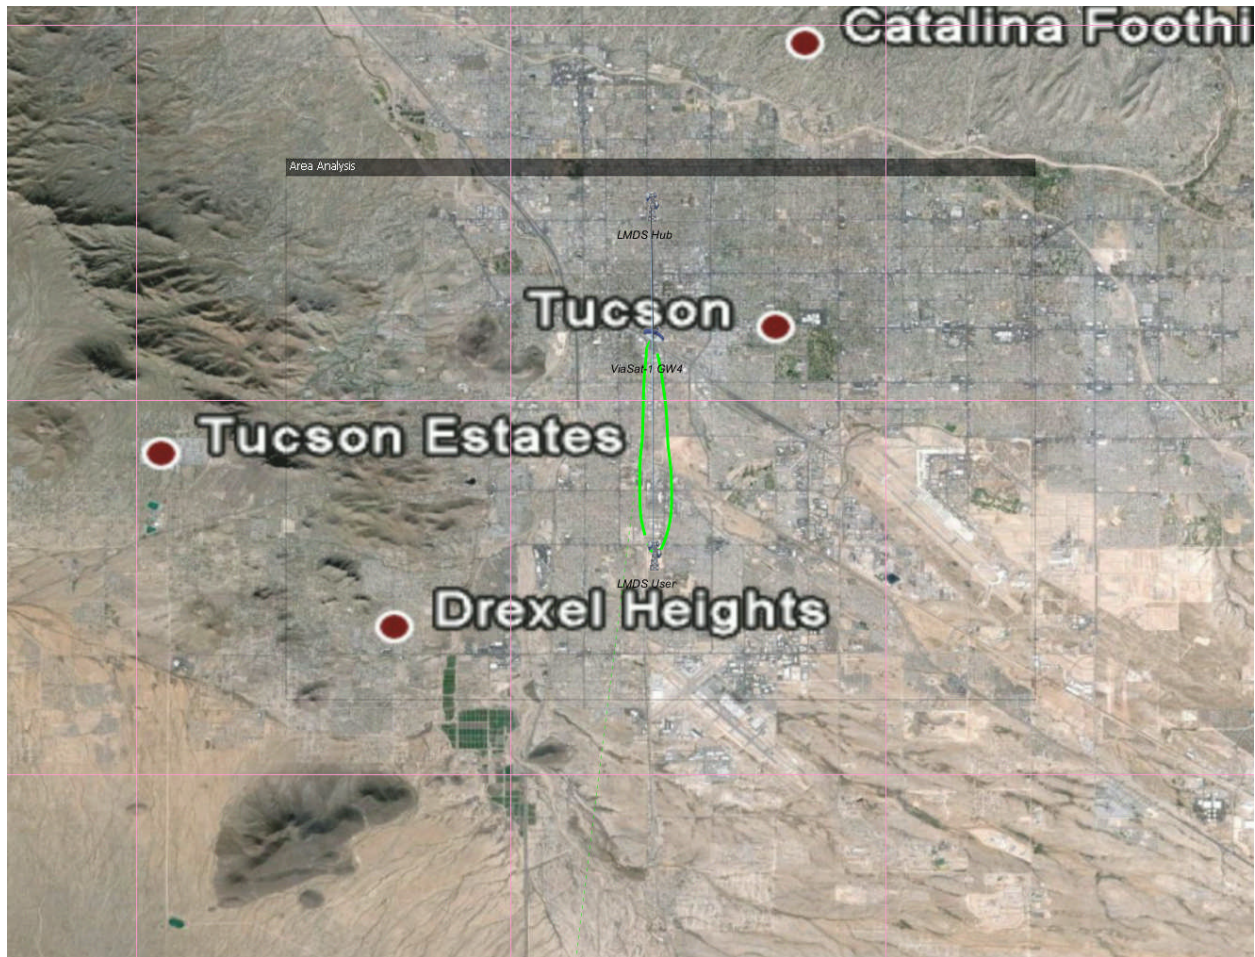 Catalina Foothi
Area Analysis
LMDS Hub
Tucson
ViaSat-1 GW4
Tucson Estates
LMDS User
Drexel Heights